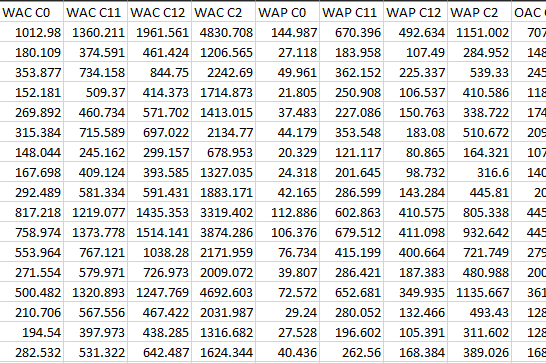 WAC C0 WAC C11 WAC C12 WAC C2 WAP C0 WAP C11 WAP C12 WAP C2 OAC C
1012.98 1360.211 1961.561 4830.708 144.987 670.396 492.634 1151.002 707
180.109 374.591 461.424 1206.565 27.118 183.958 107.49 284.952 148
353.877 734.158 844.75 2242.69 49.961 362.152 225.337 539.33 245
152.181 509.37 414.373 1714.873 21.805 250.908 106.537 410.586 118
269.892 460.734 571.702 1413.015 37.483 227.086 150.763 338.722 174
315.384 715.589 697.022 2134.77 44.179 353.548 183.08 510.672 209
148.044 245.162 299.157 678.953 20.329 121.117 80.865 164.321 107
167.698 409.124 393.585 1327.035 24.318 201.645 98.732 316.6 140
292.489 581.334 591.431 1883.171 42.165 286.599 143.284 445.81 20
817.218 1219.077 1435.353 3319.402 112.886 602.863 410.575 805.338 445
758.974 1373.778 1514.141 3874.286 106.376 679.512 411.098 932.642 445
553.964 767.121 1038.28 2171.959 76.734 415.199 400.664 721.749 279
271.554 579.971 726.973 2009.072 39.807 286.421 187.383 480.988 200
500.482 1320.893 1247.769 4692.603 72.572 652.681 349.935 1135.667 361
210.706 567.556 467.422 2031.987 29.24 280.052 132.466 493.43 128
194.54 397.973 438.285 1316.682 27.528 196.602 105.391 311.602 128
282.532 531.322 642.487 1624.344 40.436 262.56 168.384 389.026 168